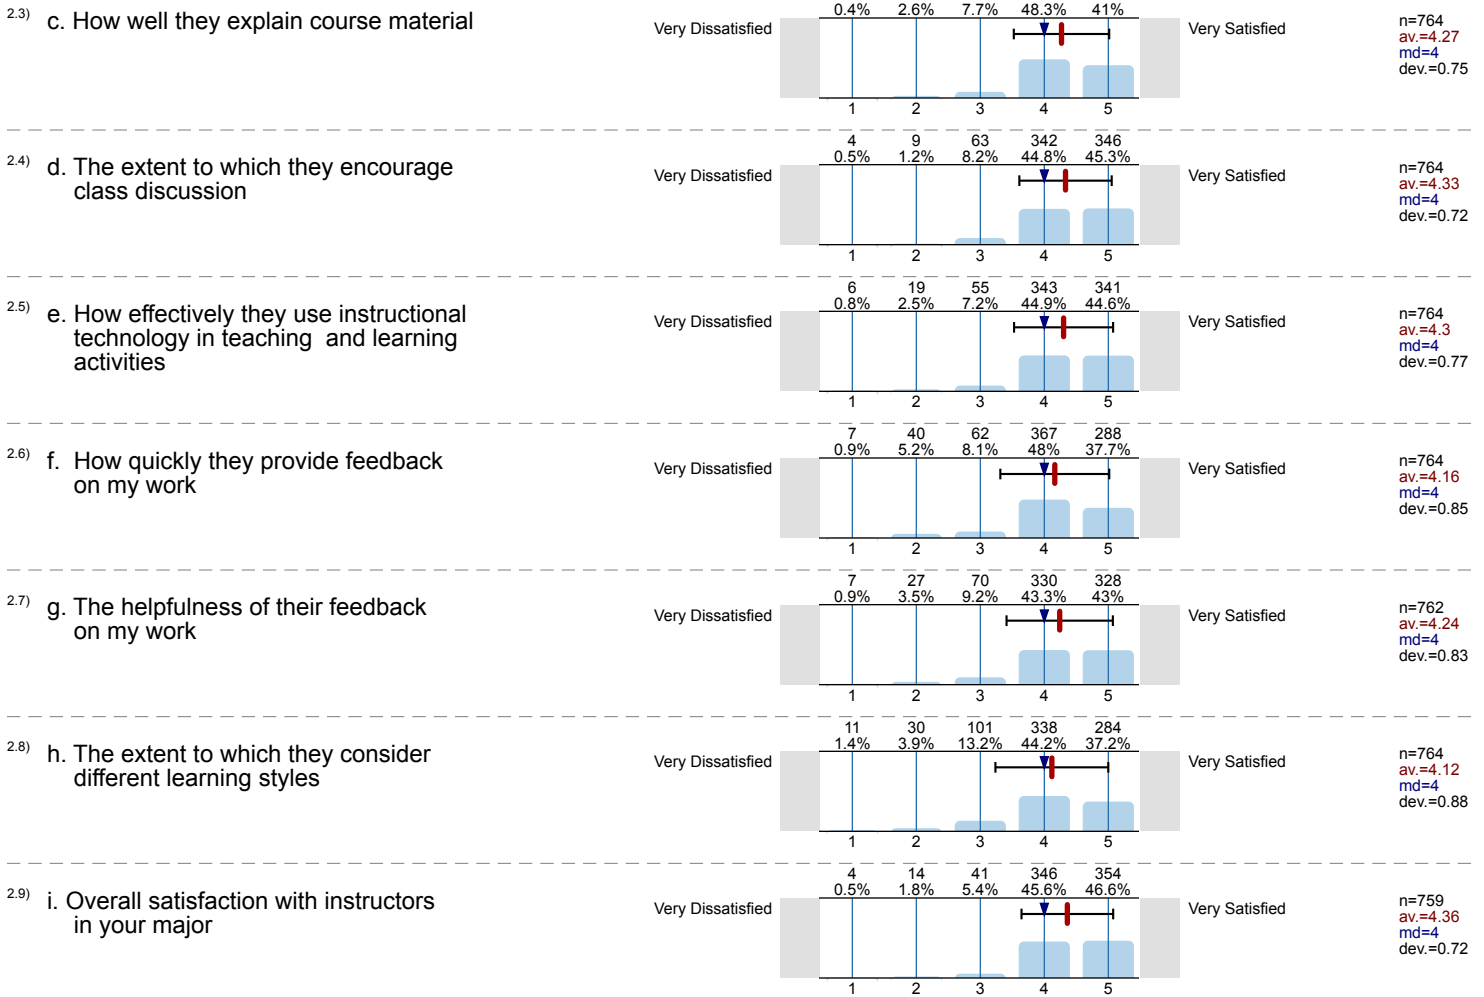 0.4% 2.6% 7.7% 48.3% 41%
2.3) c. How well they explain course material
Very Dissatisfied Very Satisfied
n=764
av.=4.27
md=4
dev.=0.75
1 2 3 4 5
4 9 63 342 346
0.5% 1.2% 8.2% 44.8% 45.3%
2.4) d. The extent to which they encourage
class discussion
Very Dissatisfied Very Satisfied
n=764
av.=4.33
md=4
dev.=0.72
1 2 3 4 5
6 19 55 343 341
0.8% 2.5% 7.2% 44.9% 44.6%
2.5) e. How effectively they use instructional
technology in teaching and learning
activities
Very Dissatisfied Very Satisfied
n=764
av.=4.3
md=4
dev.=0.77
1 2 3 4 5
7 40 62 367 288
0.9% 5.2% 8.1% 48% 37.7%
2.6) f. How quickly they provide feedback
on my work
Very Dissatisfied Very Satisfied
n=764
av.=4.16
md=4
dev.=0.85
1 2 3 4 5
7 27 70 330 328
0.9% 3.5% 9.2% 43.3% 43%
2.7) g. The helpfulness of their feedback
on my work
Very Dissatisfied Very Satisfied
n=762
av.=4.24
md=4
dev.=0.83
1 2 3 4 5
11 30 101 338 284
1.4% 3.9% 13.2% 44.2% 37.2%
2.8) h. The extent to which they consider
different learning styles
Very Dissatisfied Very Satisfied
n=764
av.=4.12
md=4
dev.=0.88
1 2 3 4 5
4 14 41 346 354
0.5% 1.8% 5.4% 45.6% 46.6%
2.9) i. Overall satisfaction with instructors
in your major
Very Dissatisfied Very Satisfied
n=759
av.=4.36
md=4
dev.=0.72
1 2 3 4 5